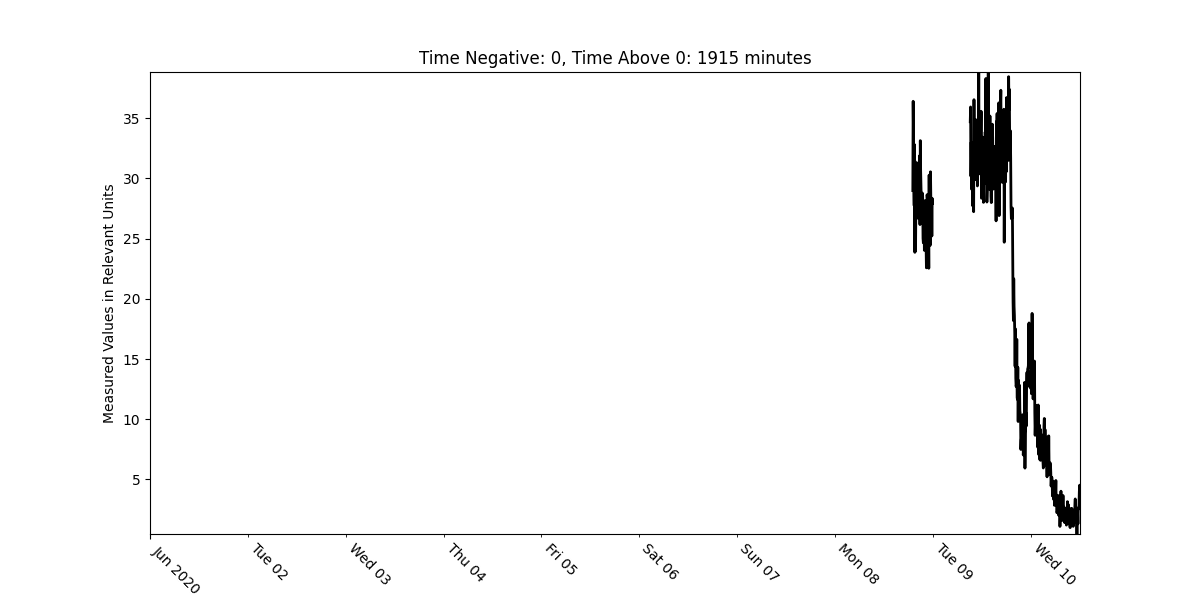 Time Negative: 0, Time Above 0: 1915 minutes
Measured Values in Relevant Units
35
30
25
20
15
10
5
Jun 2020
Tue 02
Wed 03
Thu 04
Fri 05
Sat 06
Sun 07
Mon 08
Tue 09
Wed 10